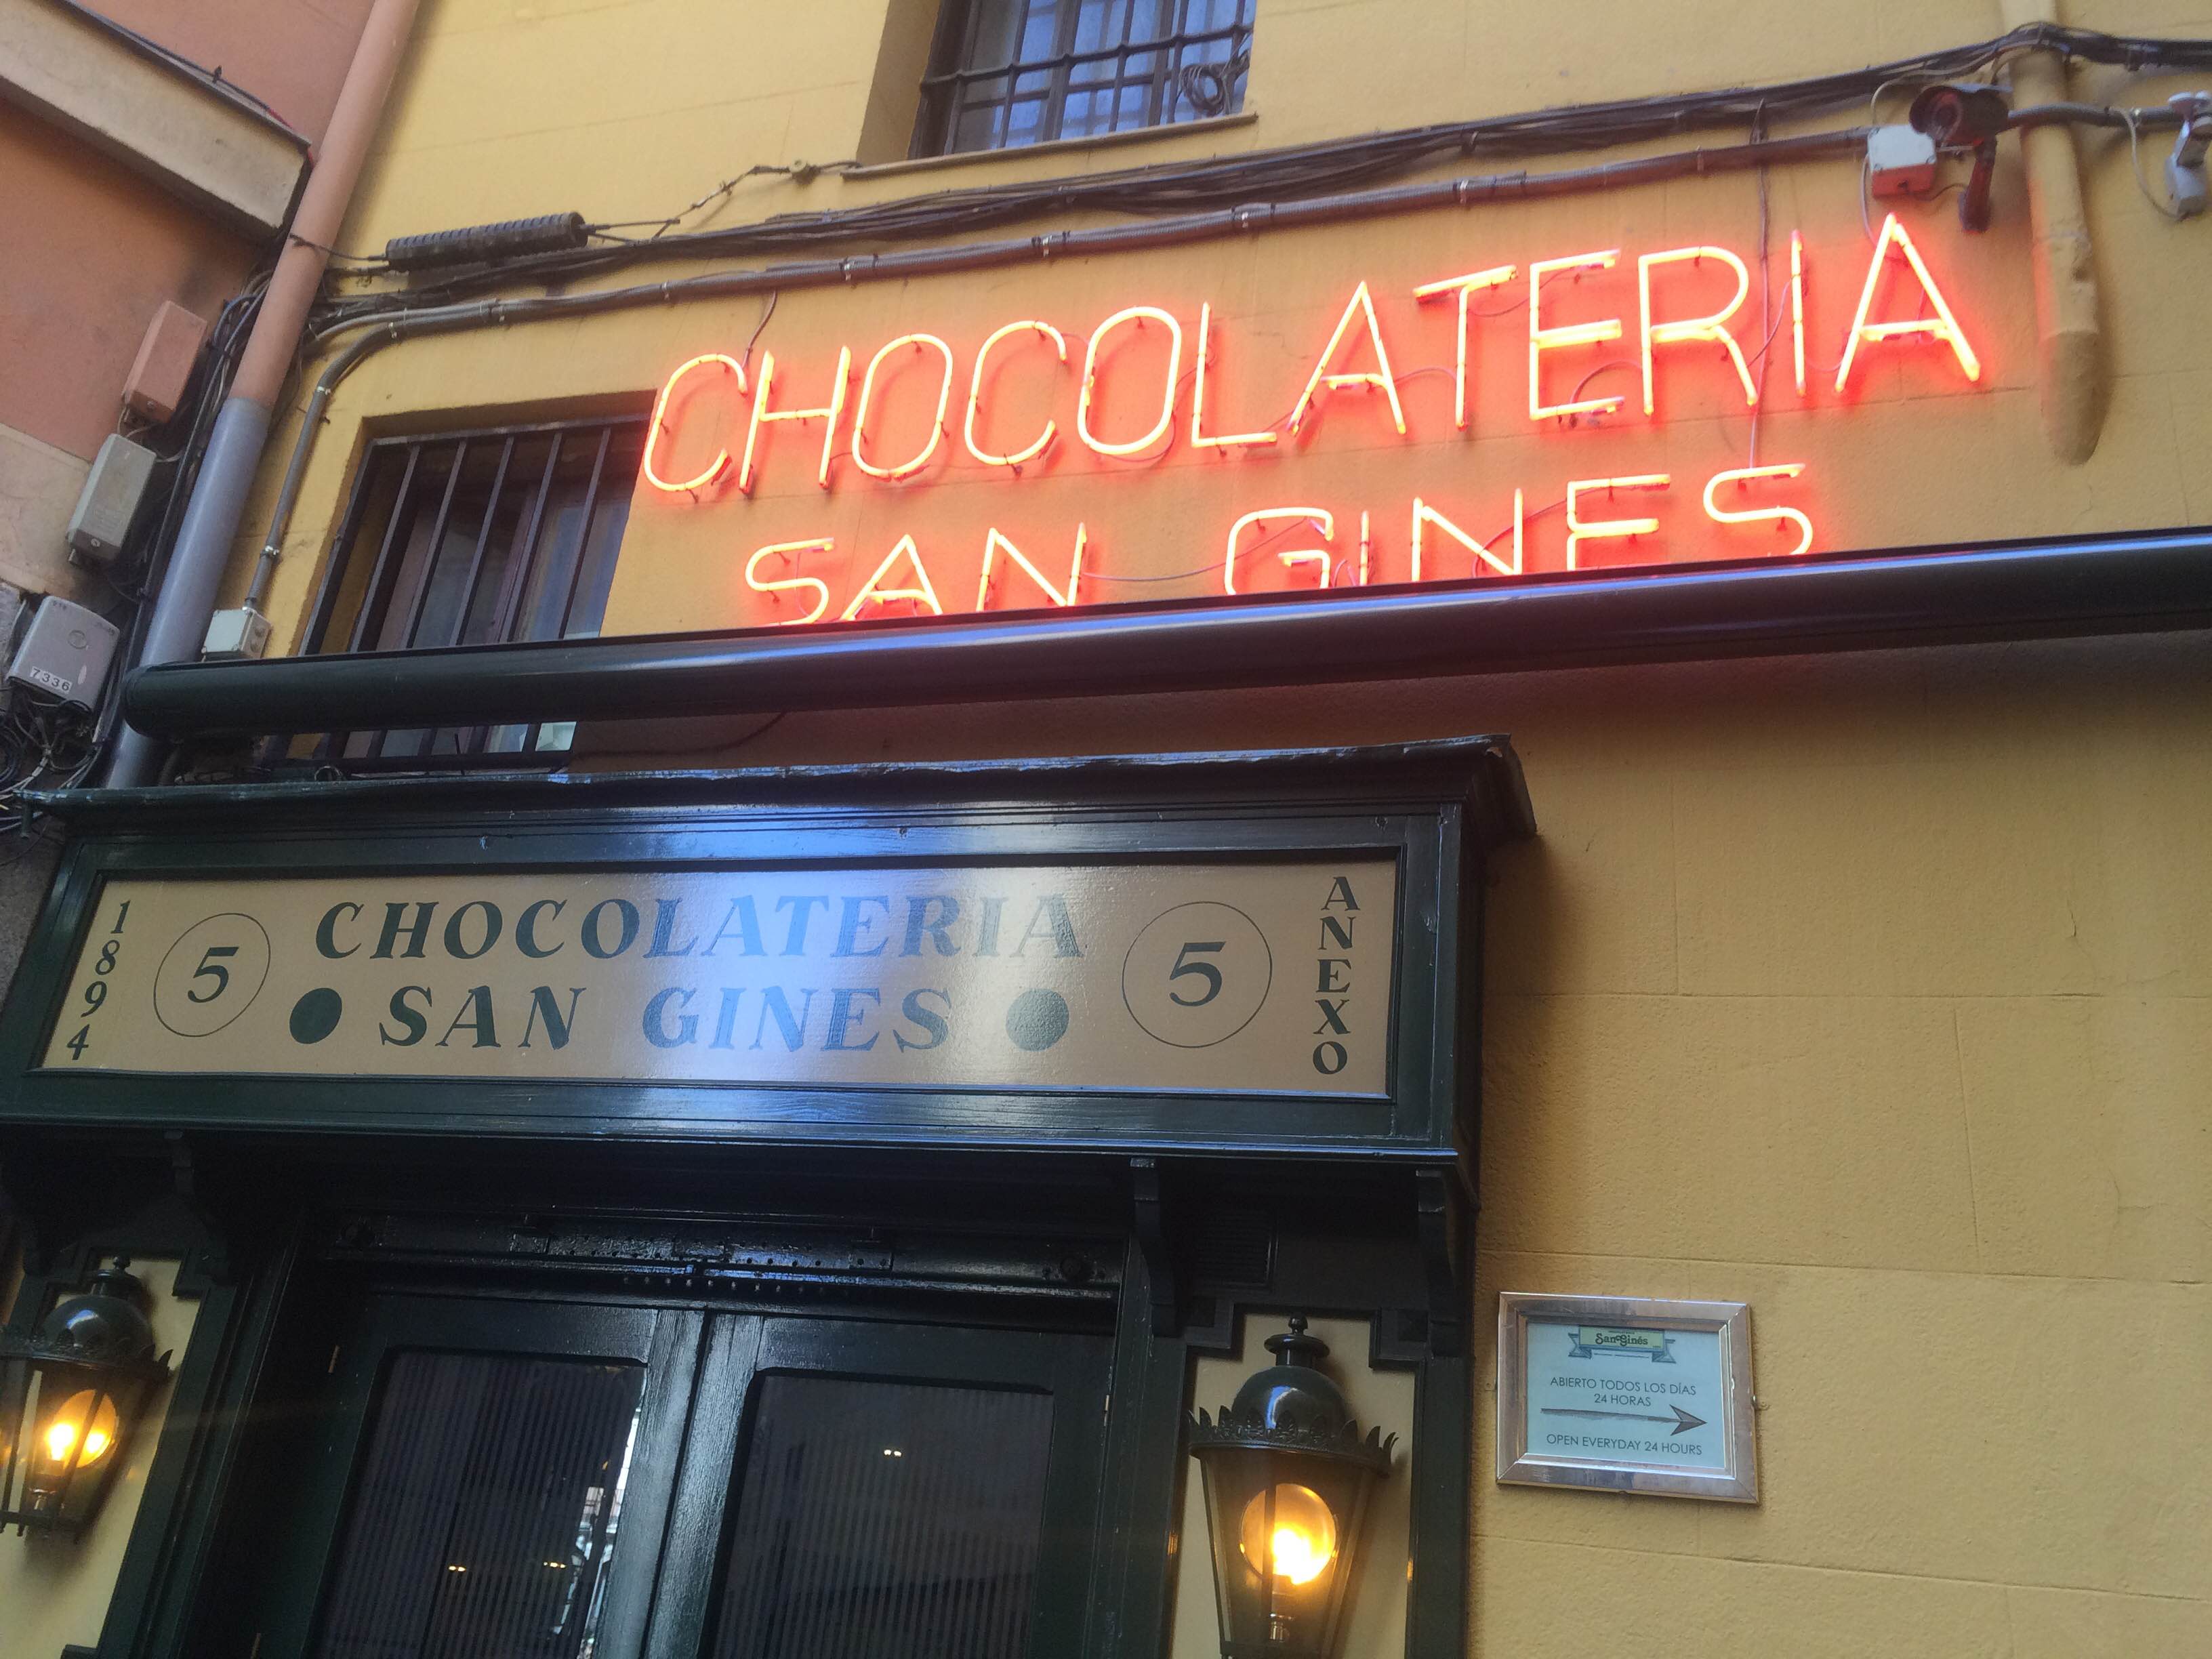 CHOCOLATERIA
SAN GINES
7336
1894
5
CHOCOLATERIA
SAN GINES
5
ANEXO
SanGinés
ABIERTO TODOS LOS DÍAS
24 HORAS
OPEN EVERYDAY 24 HOURS